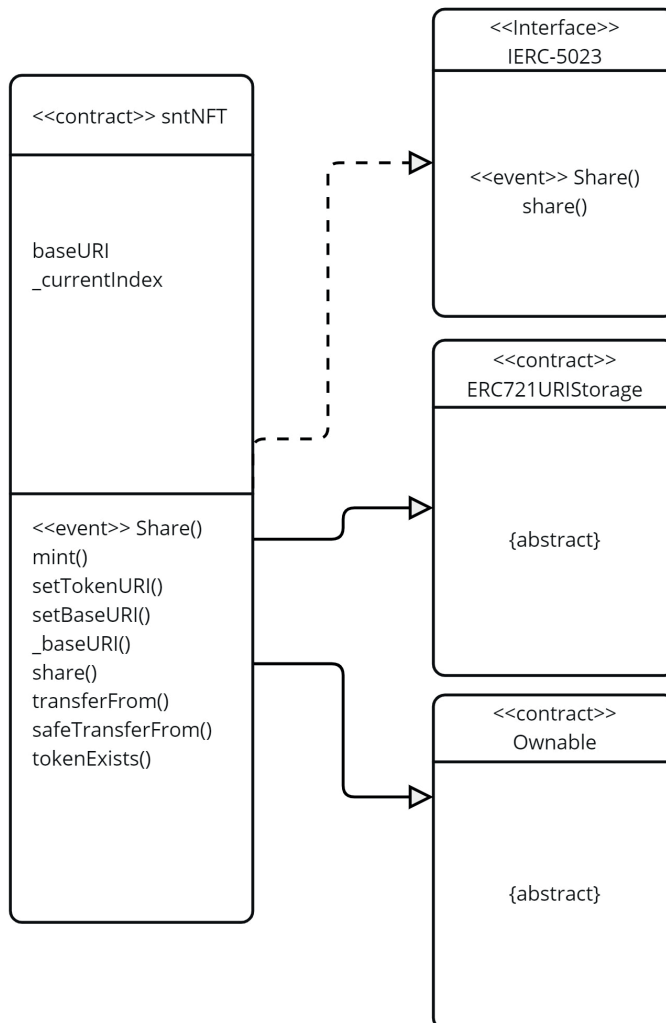 <<contract>> sntNFT
baseURI
_currentIndex
<<event>> Share()
mint()
setTokenURI()
setBaseURI()
_baseURI()
share()
transferFrom()
safeTransferFrom()
tokenExists()
<<Interface>>
IERC-5023
<<event>> Share()
share()
<<contract>>
ERC721URIStorage
{abstract}
<<contract>>
Ownable
{abstract}